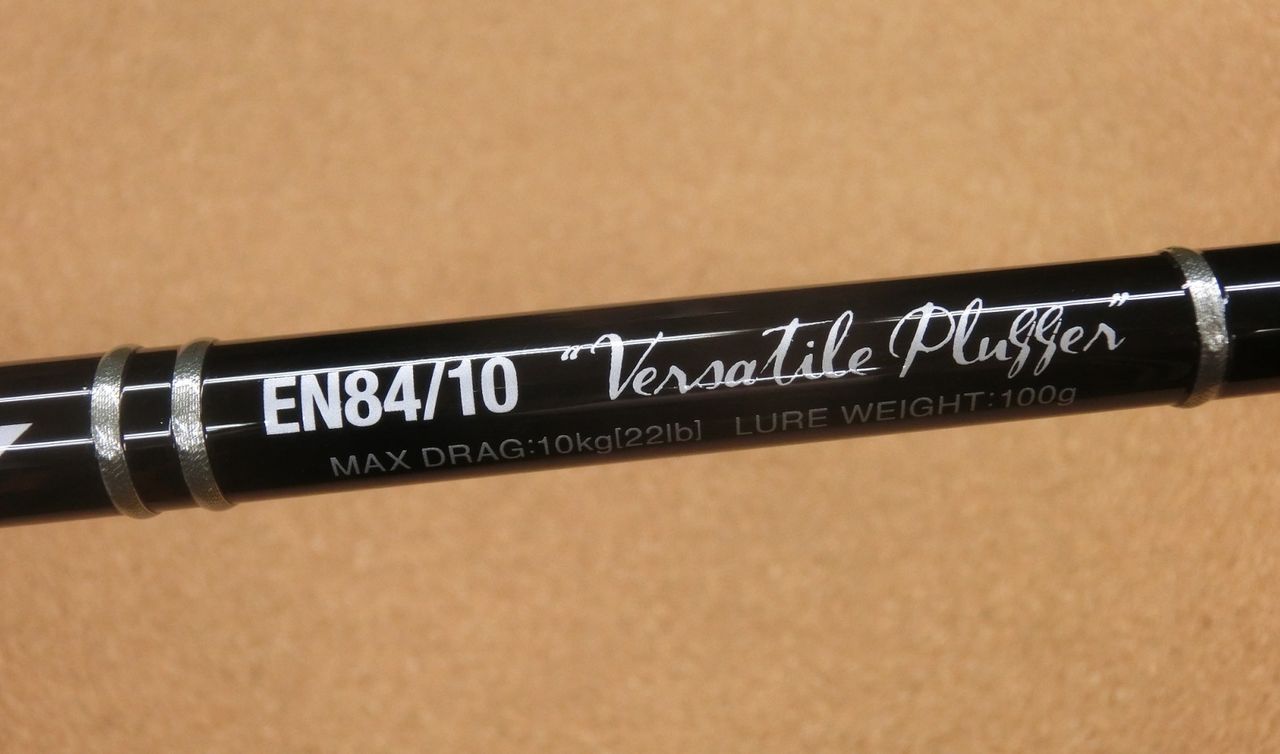 EN84/10 "Versatile Plugger"
MAX DRAG:10kg[22lb] LURE WEIGHT:100g